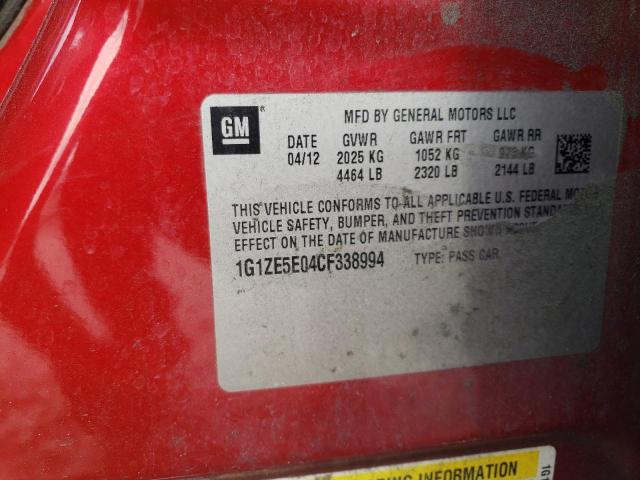 GM
MFD BY GENERAL MOTORS LLC
DATE GVWR GAWR FRT GAWR RR
04/12 2025 KG 1052 KG KG
4464 LB 2320 LB 2144 LB
THIS VEHICLE CONFORMS TO ALL APPLICABLE U.S. FEDERAL
VEHICLE SAFETY, BUMPER, AND THEFT PREVENTION
EFFECT ON THE DATE OF MANUFACTURE SHOWN
1G1ZE5E04CF338994 TYPE: PASS CAR
INFORMATION